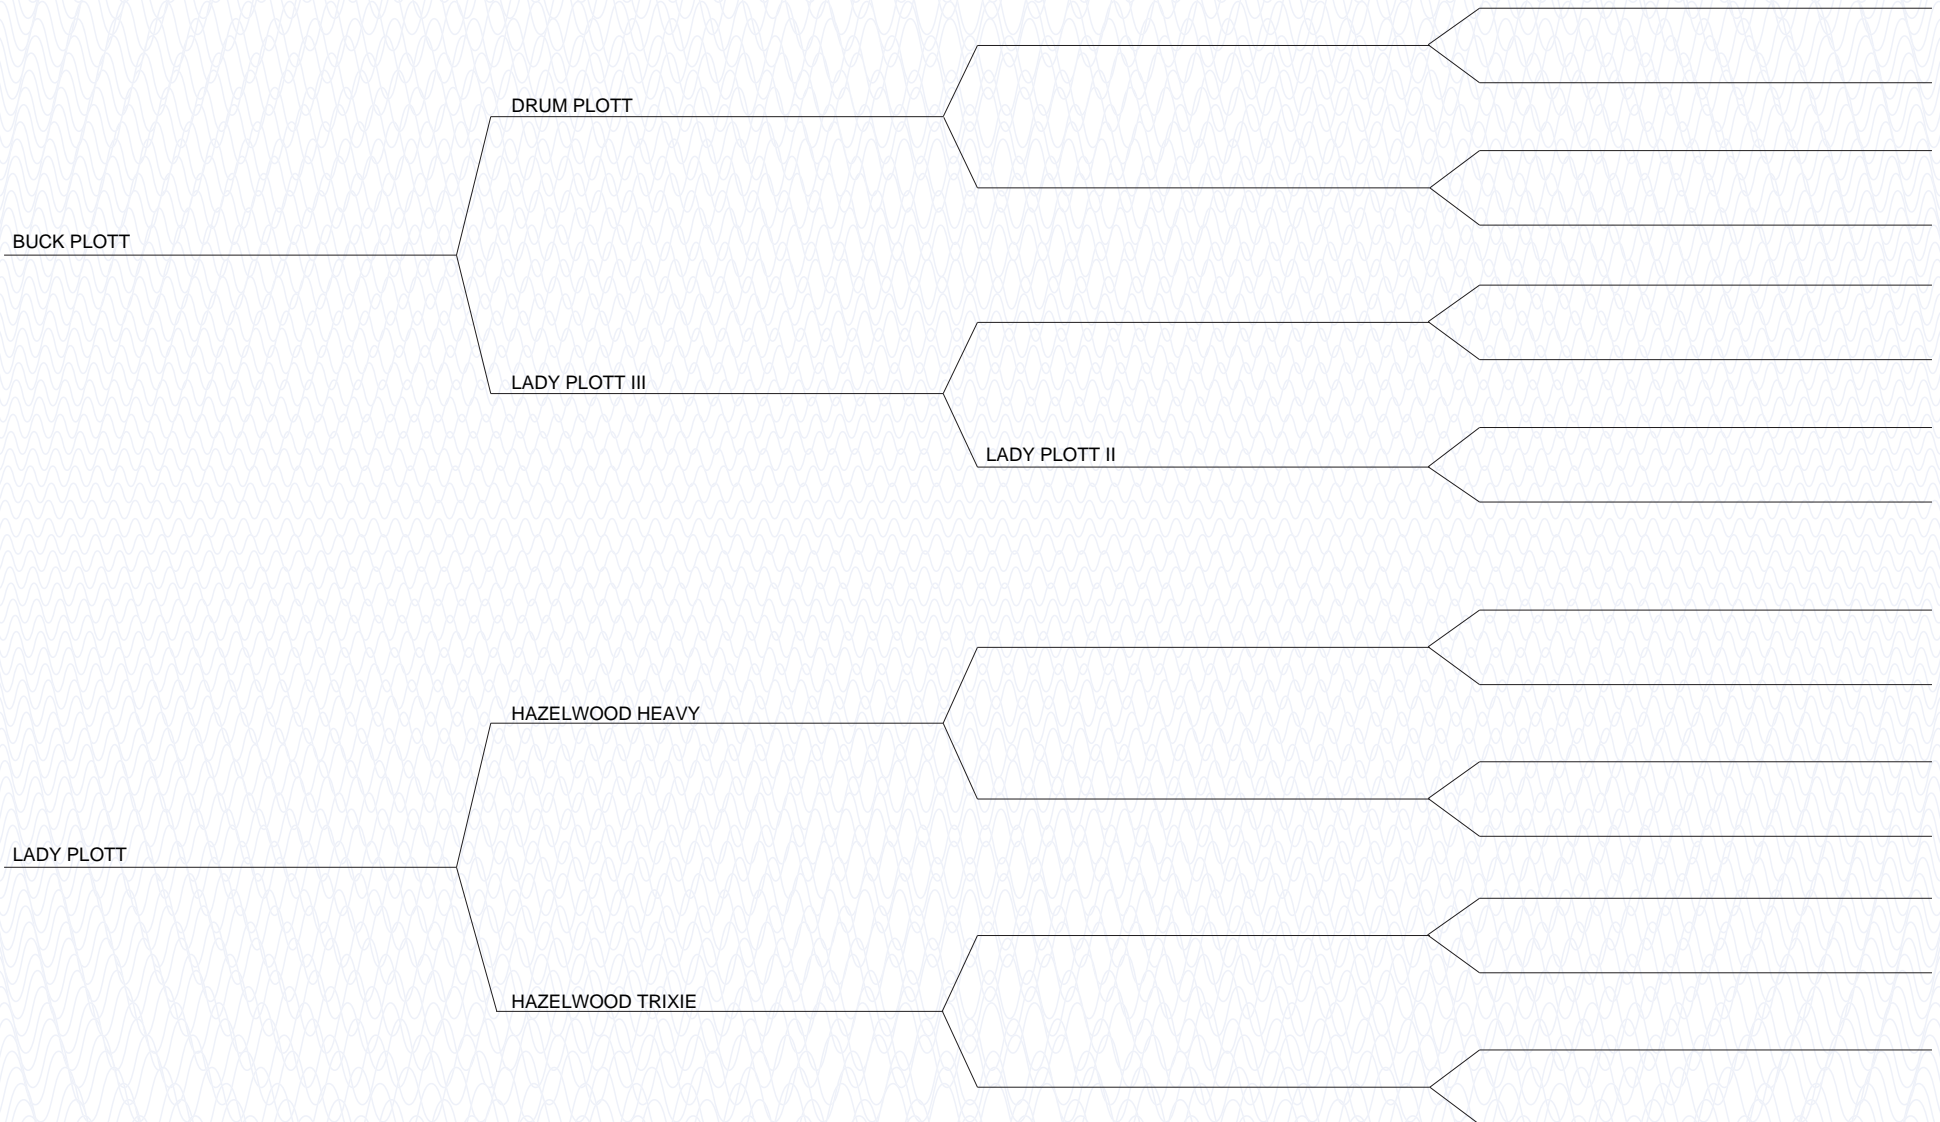 DRUM PLOTT
BUCK PLOTT
LADY PLOTT III
LADY PLOTT II
HAZELWOOD HEAVY
LADY PLOTT
HAZELWOOD TRIXIE